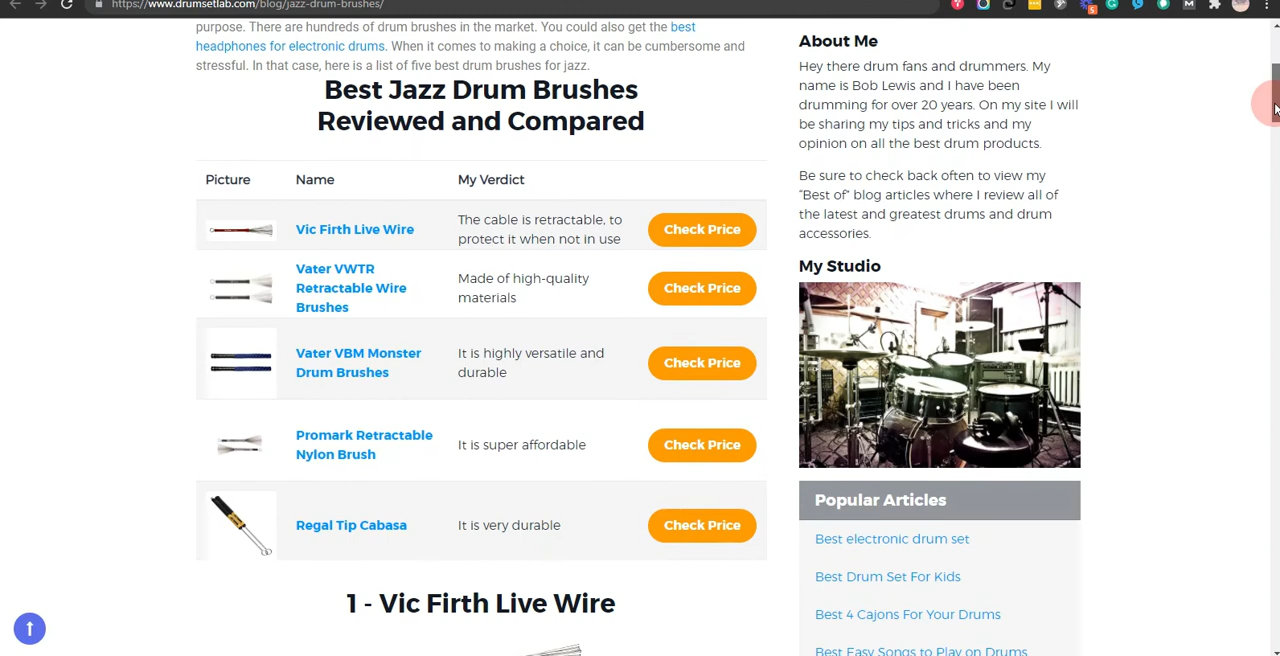 https://www.drumsetlab.com/blog/jazz-drum-brushes/
purpose. There are hundreds of drum brushes in the market. You could also get the best
headphones for electronic drums. When it comes to making a choice, it can be cumbersome and
stressful. In that case, here is a list of five best drum brushes for jazz.
Best Jazz Drum Brushes
Reviewed and Compared
Picture Name My Verdict
Vic Firth Live Wire
The cable is retractable, to
protect it when not in use
Check Price
Vater VWTR
Retractable Wire
Brushes
Made of high-quality
materials
Check Price
Vater VBM Monster
Drum Brushes
It is highly versatile and
durable
Check Price
Promark Retractable
Nylon Brush
It is super affordable
Check Price
Regal Tip Cabasa
It is very durable
Check Price
1 - Vic Firth Live Wire
About Me
Hey there drum fans and drummers. My
name is Bob Lewis and I have been
drumming for over 20 years. On my site I will
be sharing my tips and tricks and my
opinion on all the best drum products.
Be sure to check back often to view my
“Best of” blog articles where I review all of
the latest and greatest drums and drum
accessories.
My Studio
Popular Articles
Best electronic drum set
Best Drum Set For Kids
Best 4 Cajons For Your Drums
Best Easy Songs to Play on Drums